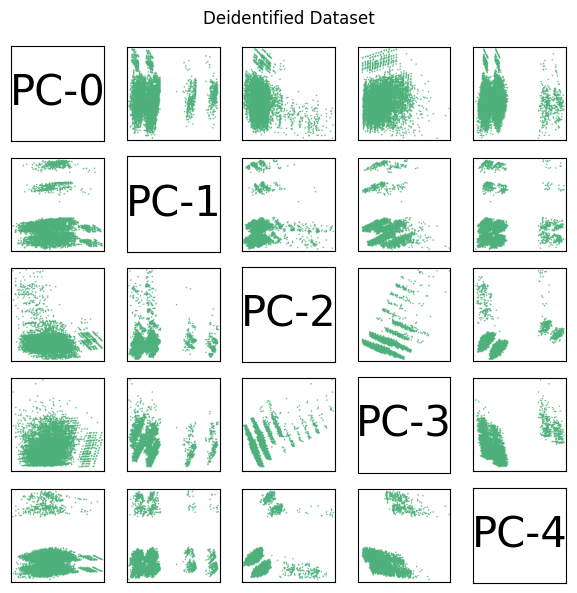 Deidentified Dataset
PC-0
PC-1
PC-2
PC-3
PC-4